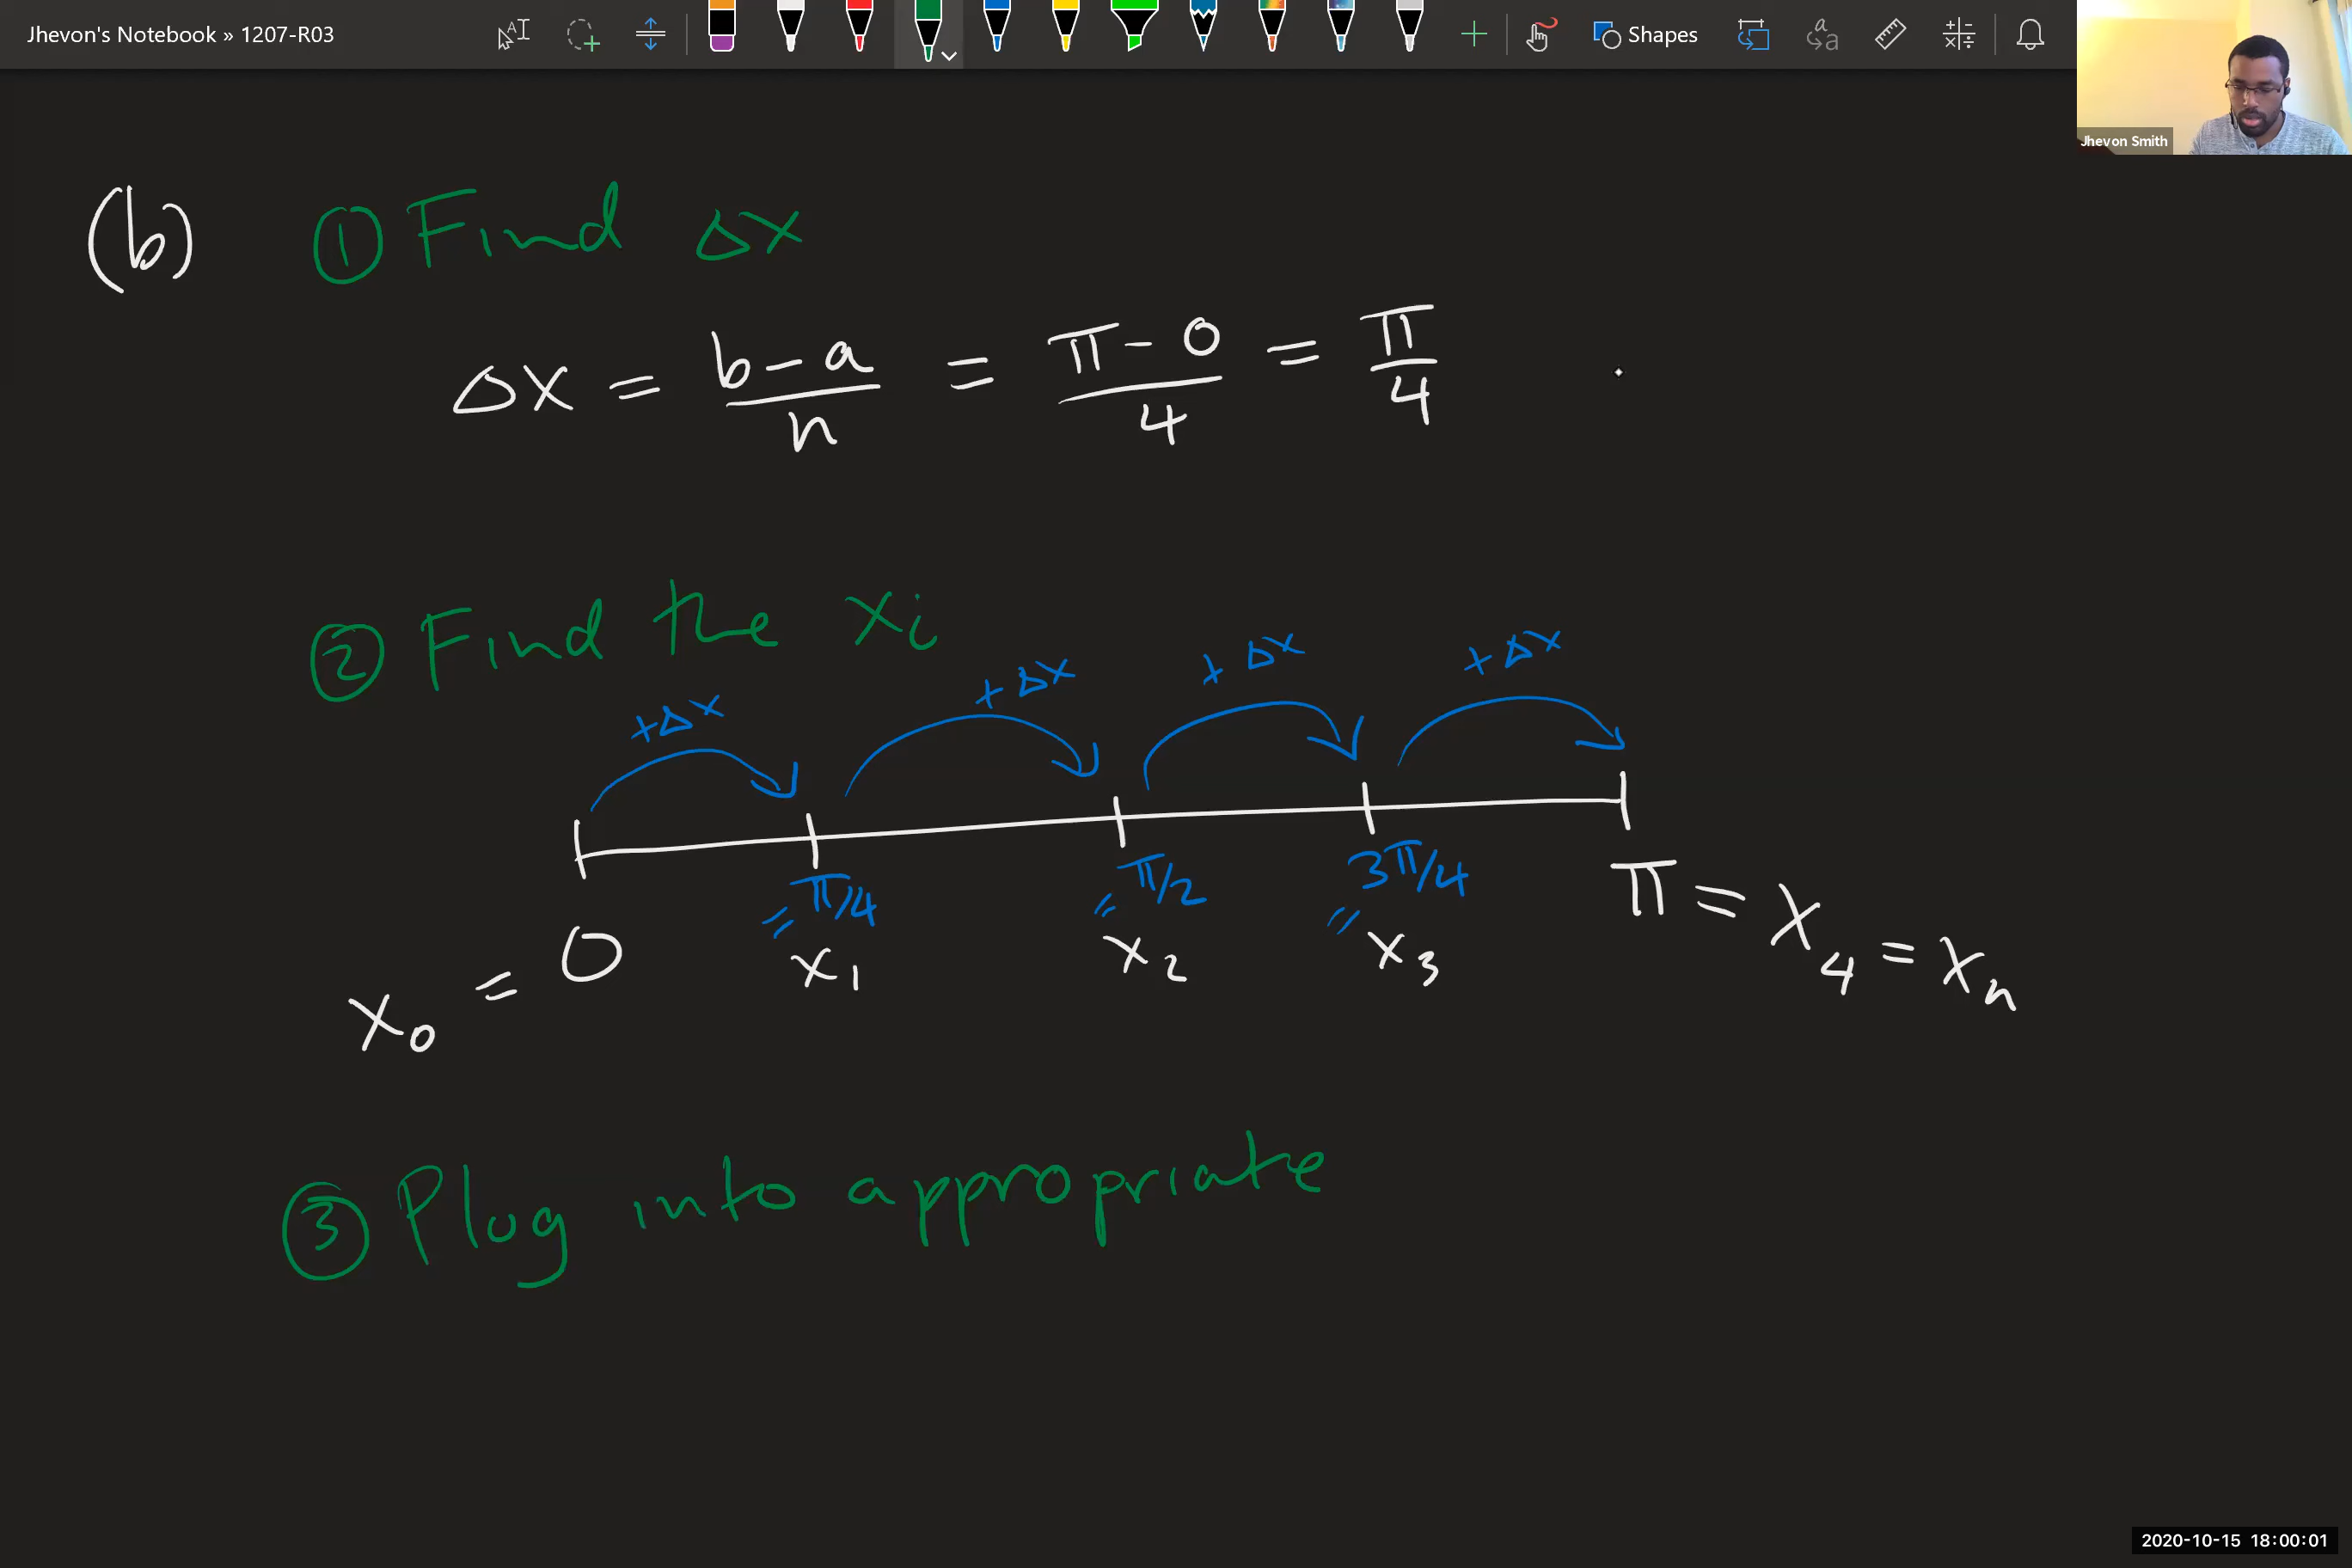 Jhevon's Notebook » 1207-R03
Shapes
Jhevon Smith
(b) ① Find Δx
Δx = b-a/n = π-0/4 = π/4
② Find the xi
+Δx +Δx +Δx +Δx
x₀ = 0 = π/4 = π/2 = 3π/4 π = x₄ = xₙ
x₁ x₂ x₃
③ Plug into appropriate
2020-10-15 18:00:01